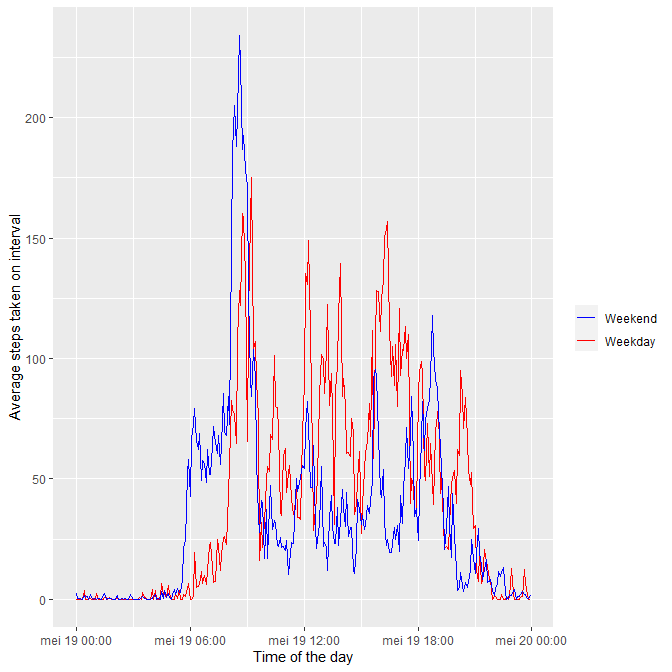 200
150
100
50
0
Average steps taken on interval
mei 19 00:00 mei 19 06:00 mei 19 12:00 mei 19 18:00 mei 20 00:00
Time of the day
Weekend
Weekday